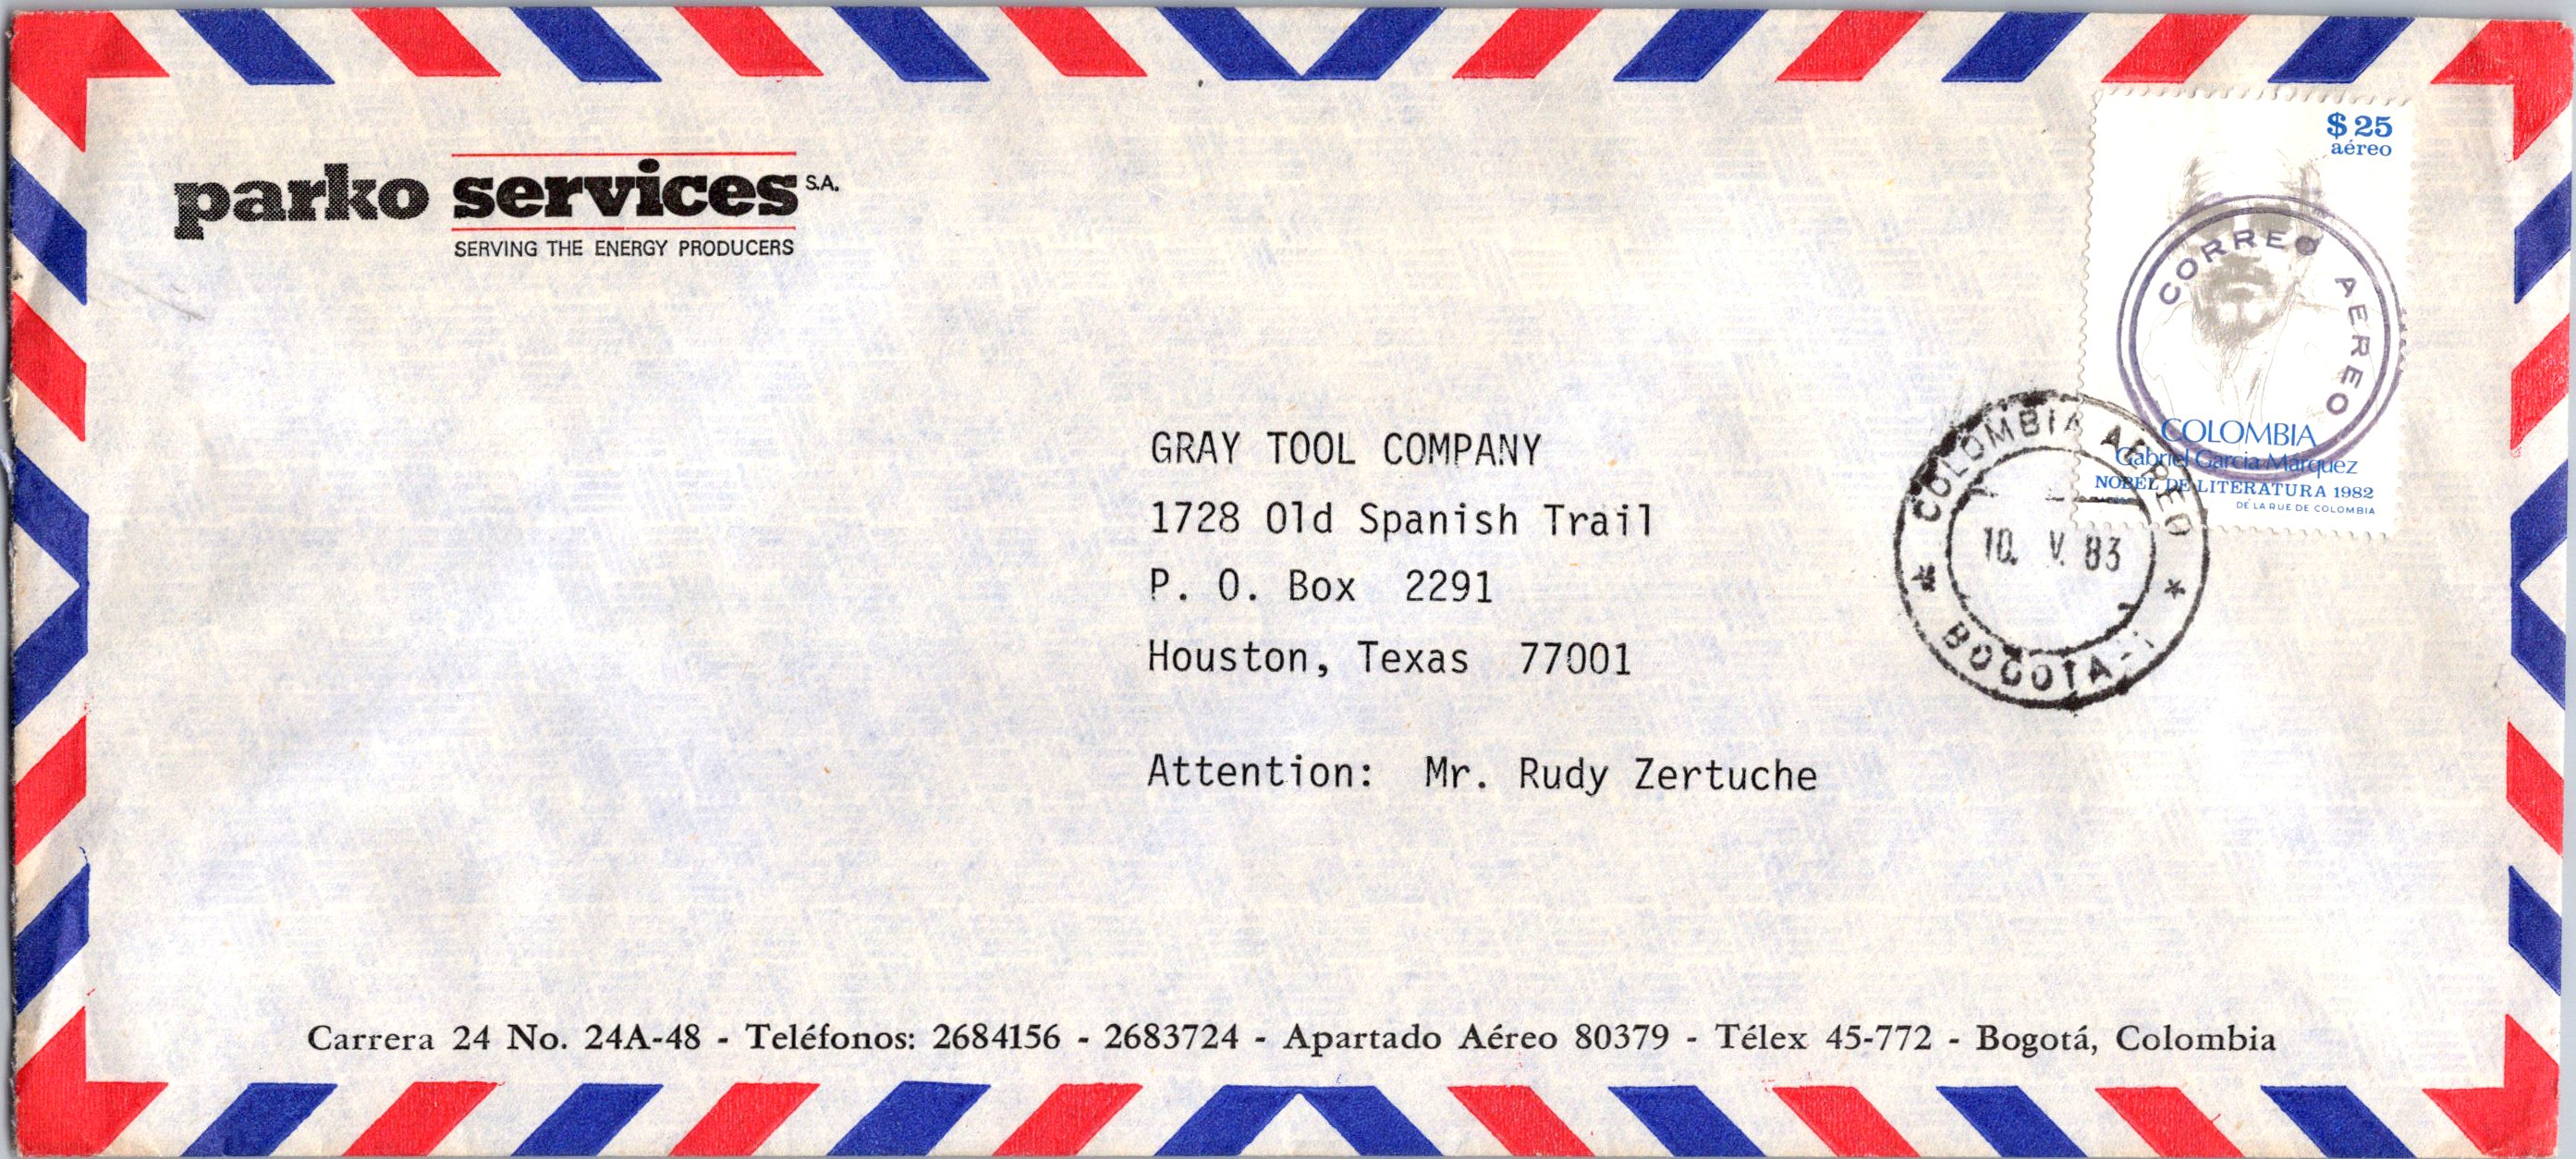 parko services S.A.
SERVING THE ENERGY PRODUCERS
$25
aéreo
CORREO AEREO
COLOMBIA
Gabriel García Márquez
NOBEL DE LITERATURA 1982
DE LA RUE DE COLOMBIA
COLOMBIA AEREO
10. V. 83
* BOGOTA-1 *
GRAY TOOL COMPANY
1728 Old Spanish Trail
P. O. Box 2291
Houston, Texas 77001
Attention: Mr. Rudy Zertuche
Carrera 24 No. 24A-48 - Teléfonos: 2684156 - 2683724 - Apartado Aéreo 80379 - Télex 45-772 - Bogotá, Colombia